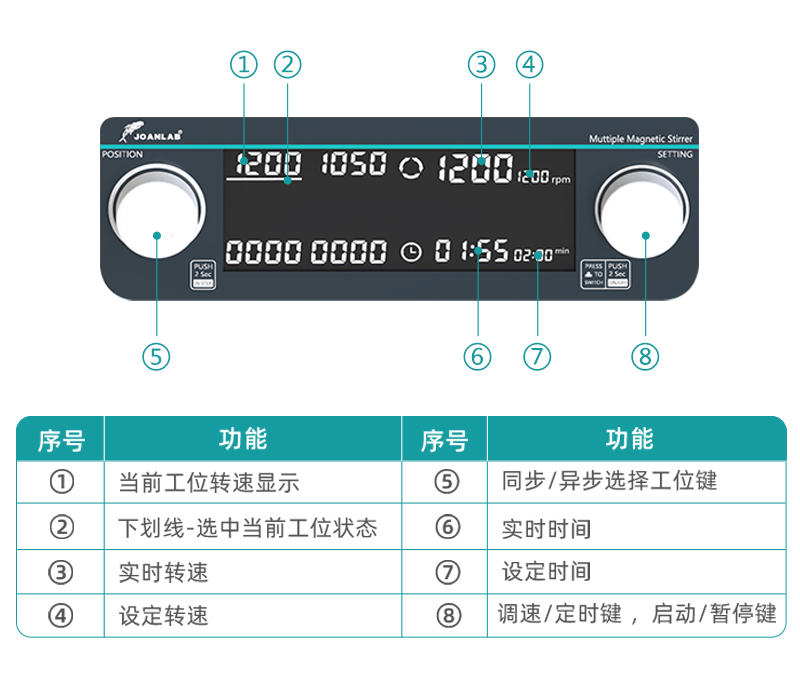 ① ② ③ ④
JOANLAB®
Muttiple Magnetic Stirrer
POSITION
SETTING
1200 1050 1200 1200 rpm
0000 0000 01:55 02:00 min
PUSH
2 Sec
IN STEP
PRESS
TO
SWITCH
PUSH
2 Sec
ON/OFF
⑤ ⑥ ⑦ ⑧
序号 功能 序号 功能
① 当前工位转速显示 ⑤ 同步/异步选择工位键
② 下划线-选中当前工位状态 ⑥ 实时时间
③ 实时转速 ⑦ 设定时间
④ 设定转速 ⑧ 调速/定时键，启动/暂停键